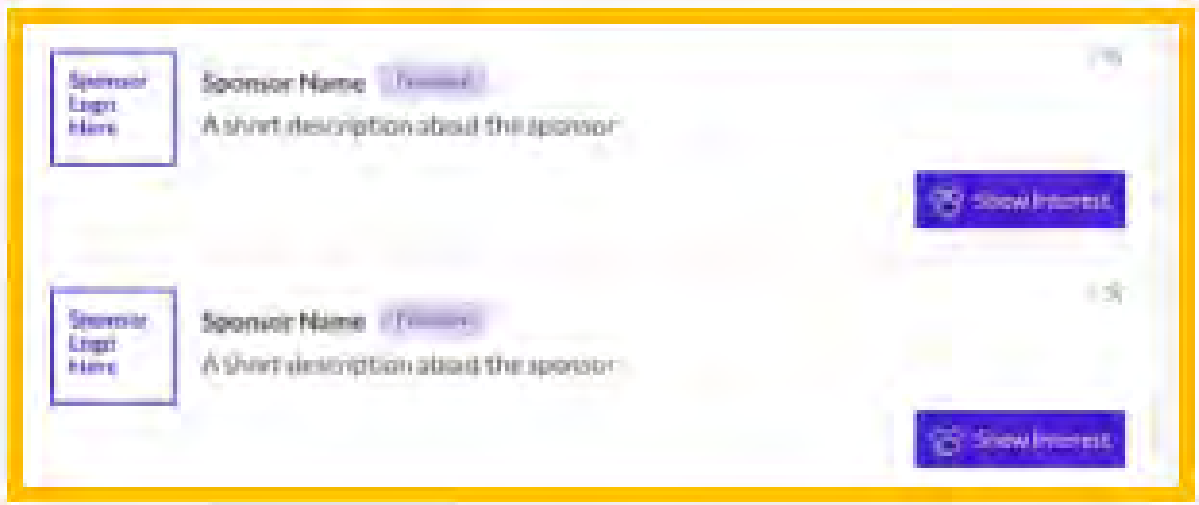 Sponsor Logo Here
Sponsor Name
A short description about the sponsor
Show Interest
Sponsor Logo Here
Sponsor Name
A short description about the sponsor
Show Interest